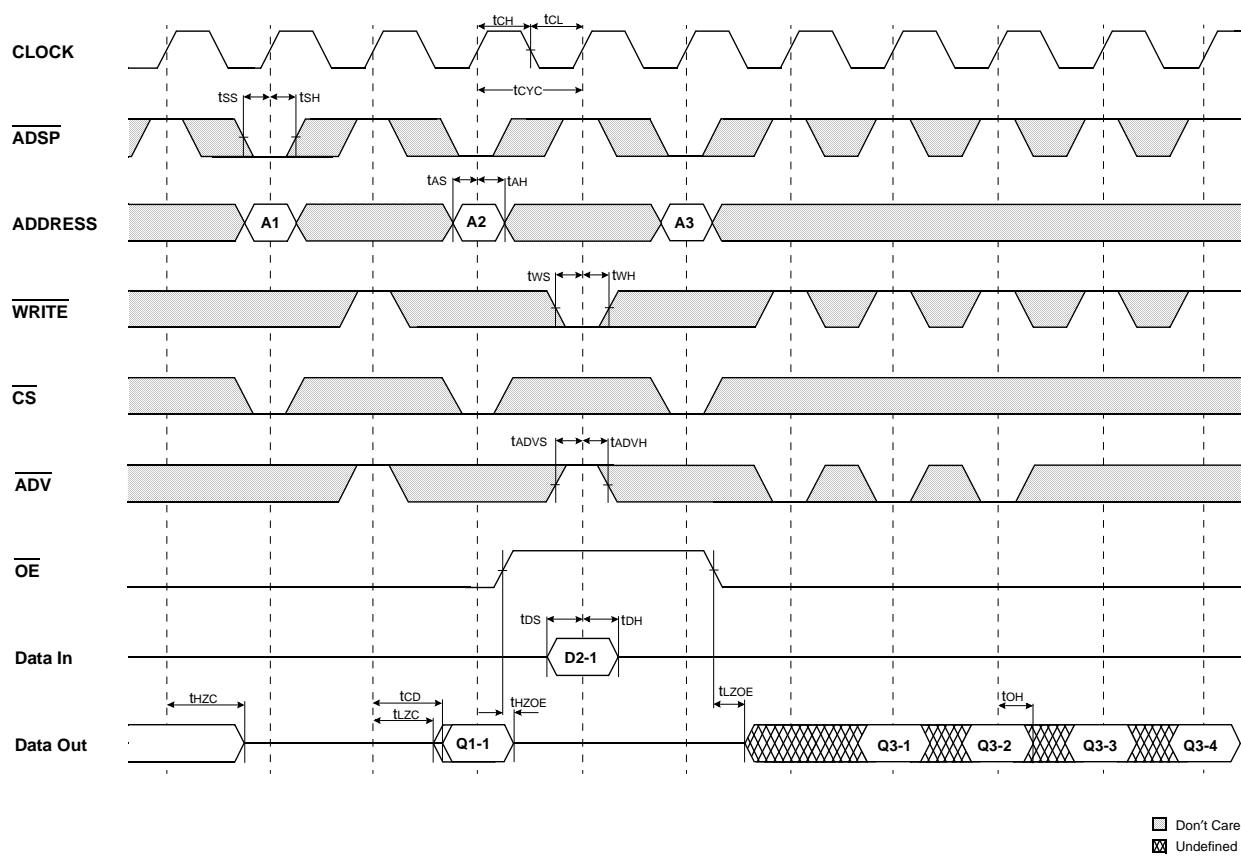 tCH tCL
CLOCK
tCYC
tSS tSH
ADSP
tAS tAH
ADDRESS A1 A2 A3
tWS tWH
WRITE
CS
tADVS tADVH
ADV
OE
tDS tDH
Data In D2-1
tHZC tCD tLZC tHZOE tLZOE tOH
Data Out Q1-1 Q3-1 Q3-2 Q3-3 Q3-4
Don't Care
Undefined